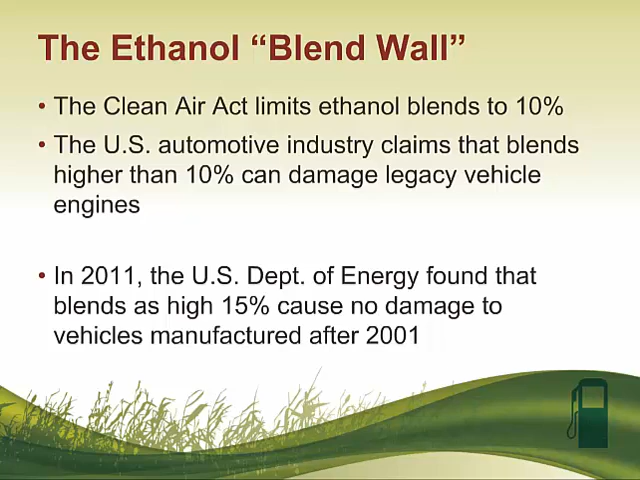 The Ethanol “Blend Wall”
• The Clean Air Act limits ethanol blends to 10%
• The U.S. automotive industry claims that blends
higher than 10% can damage legacy vehicle
engines
• In 2011, the U.S. Dept. of Energy found that
blends as high 15% cause no damage to
vehicles manufactured after 2001